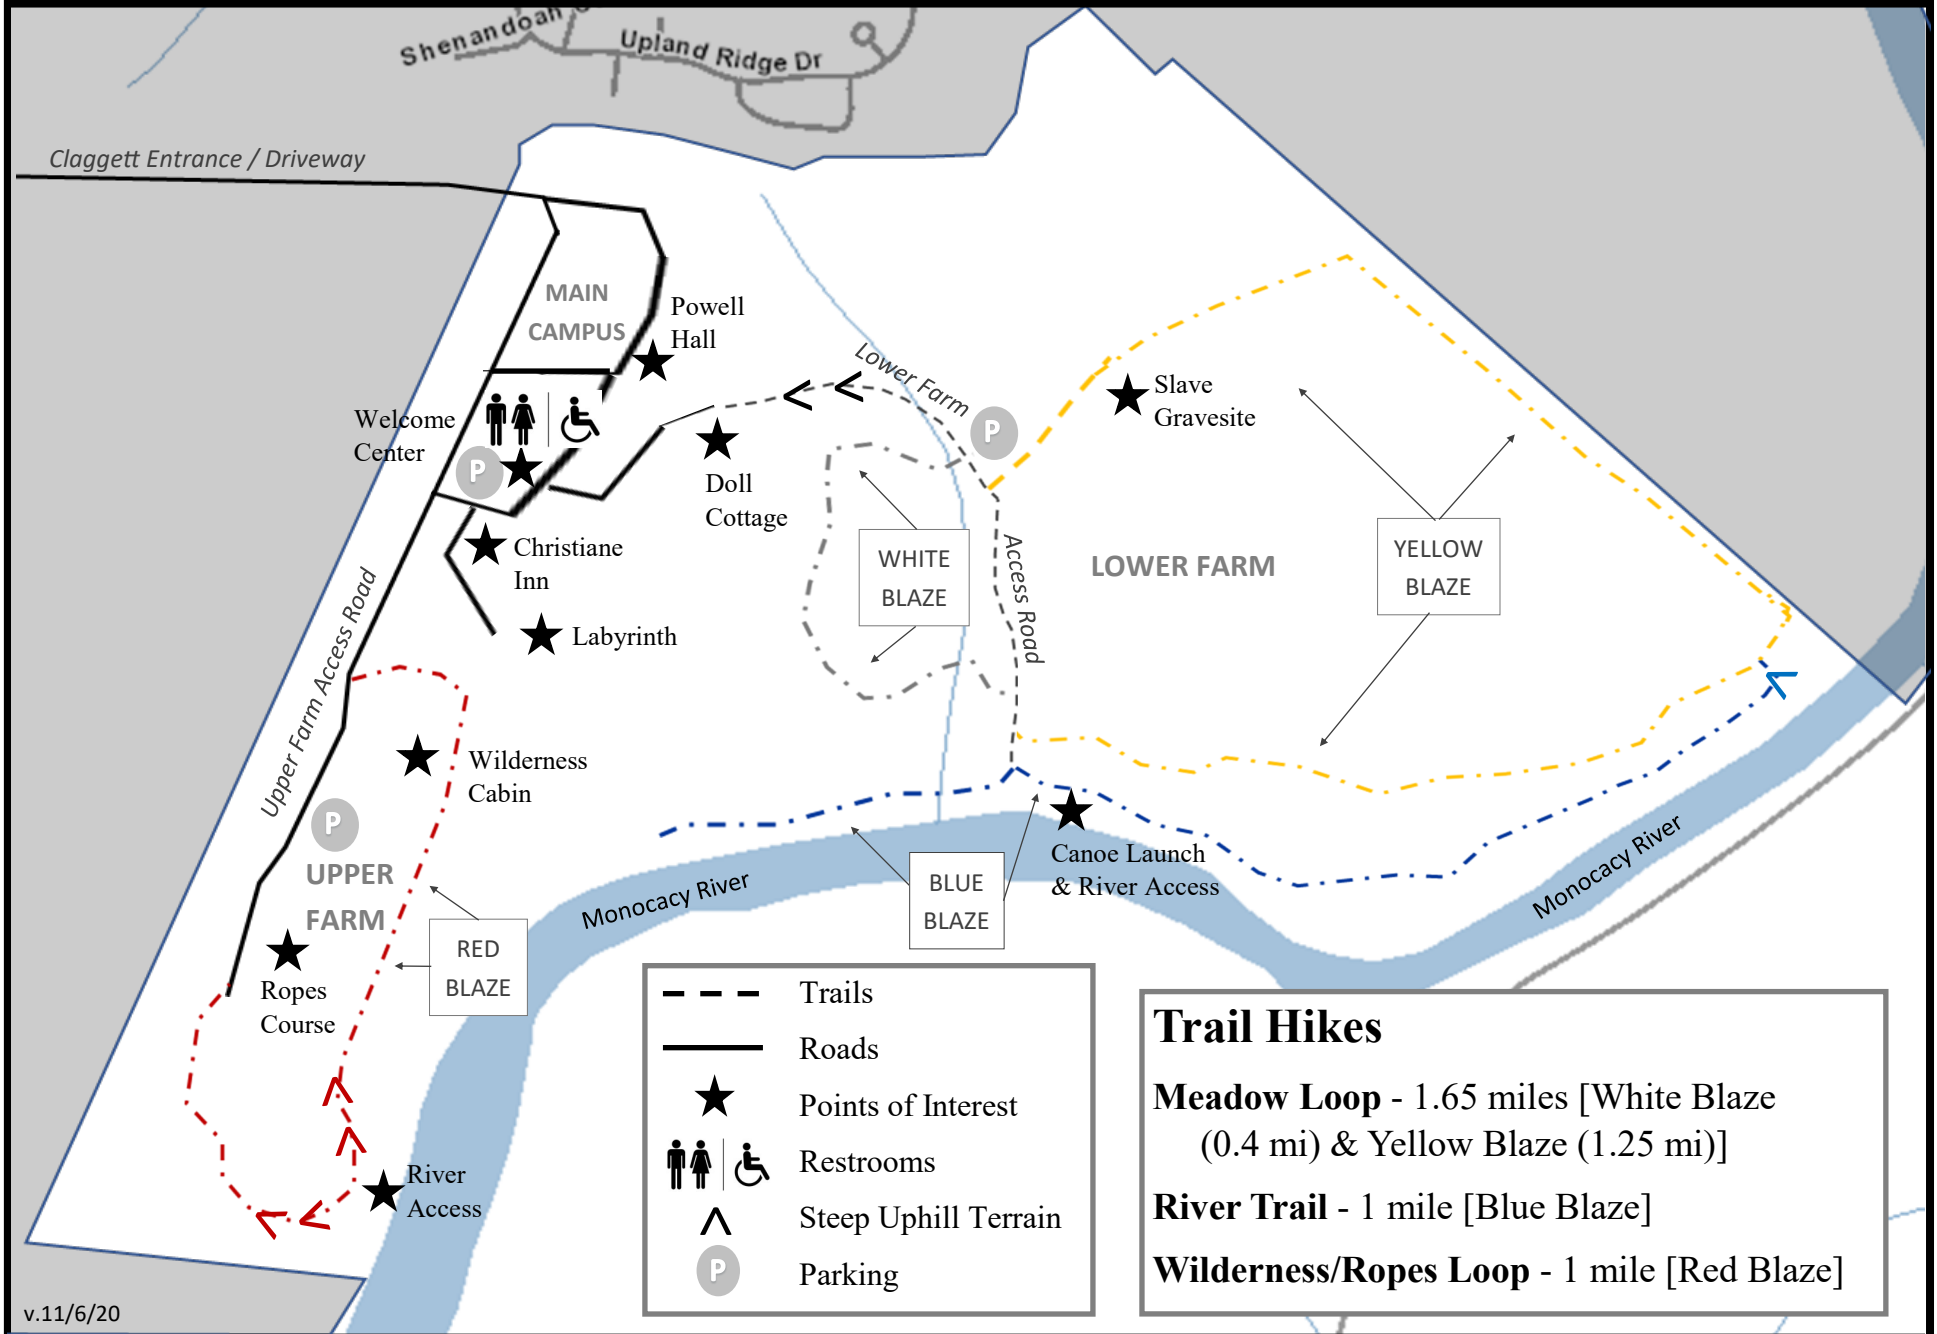 Shenandoah
Upland Ridge Dr
Claggett Entrance / Driveway
MAIN
CAMPUS
Powell
Hall
Lower Farm
P
Slave
Gravesite
Welcome
Center
P
Doll
Cottage
Christiane
Inn
WHITE
BLAZE
Access Road
LOWER FARM
YELLOW
BLAZE
Labyrinth
Upper Farm Access Road
Wilderness
Cabin
P
UPPER
FARM
RED
BLAZE
Ropes
Course
River
Access
Monocacy River
BLUE
BLAZE
Canoe Launch
& River Access
Monocacy River
Trails
Roads
Points of Interest
Restrooms
Steep Uphill Terrain
P
Parking
Trail Hikes
Meadow Loop - 1.65 miles [White Blaze
(0.4 mi) & Yellow Blaze (1.25 mi)]
River Trail - 1 mile [Blue Blaze]
Wilderness/Ropes Loop - 1 mile [Red Blaze]
v.11/6/20